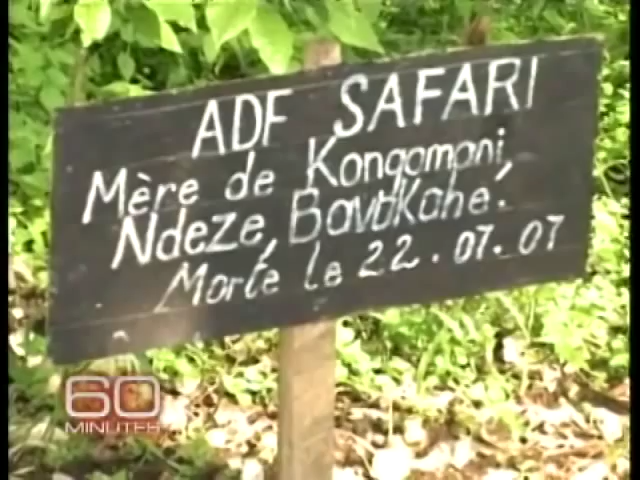 ADF SAFARI
Mère de Kongomani,
Ndeze, Bavukahe.
Morte le 22.07.07
60
MINUTES